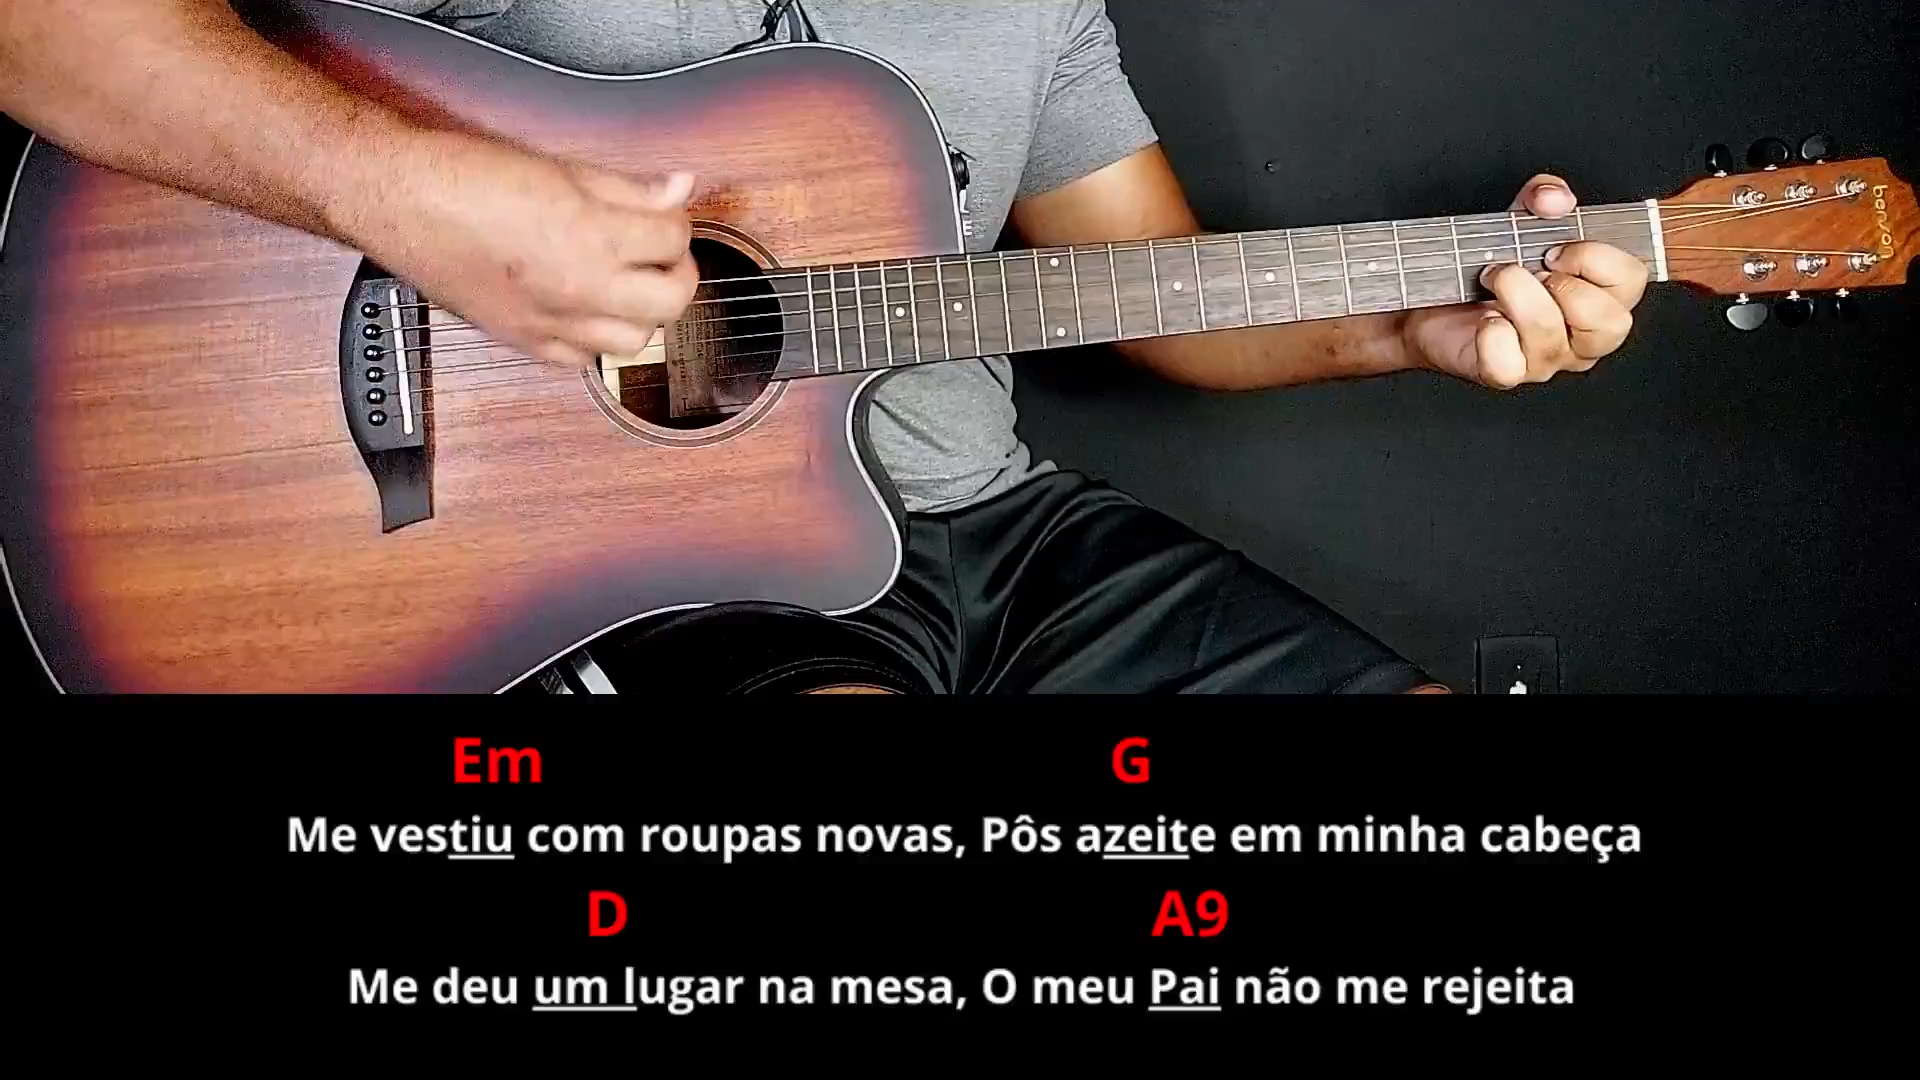 benson
Em G
Me vestiu com roupas novas, Pôs azeite em minha cabeça
D A9
Me deu um lugar na mesa, O meu Pai não me rejeita